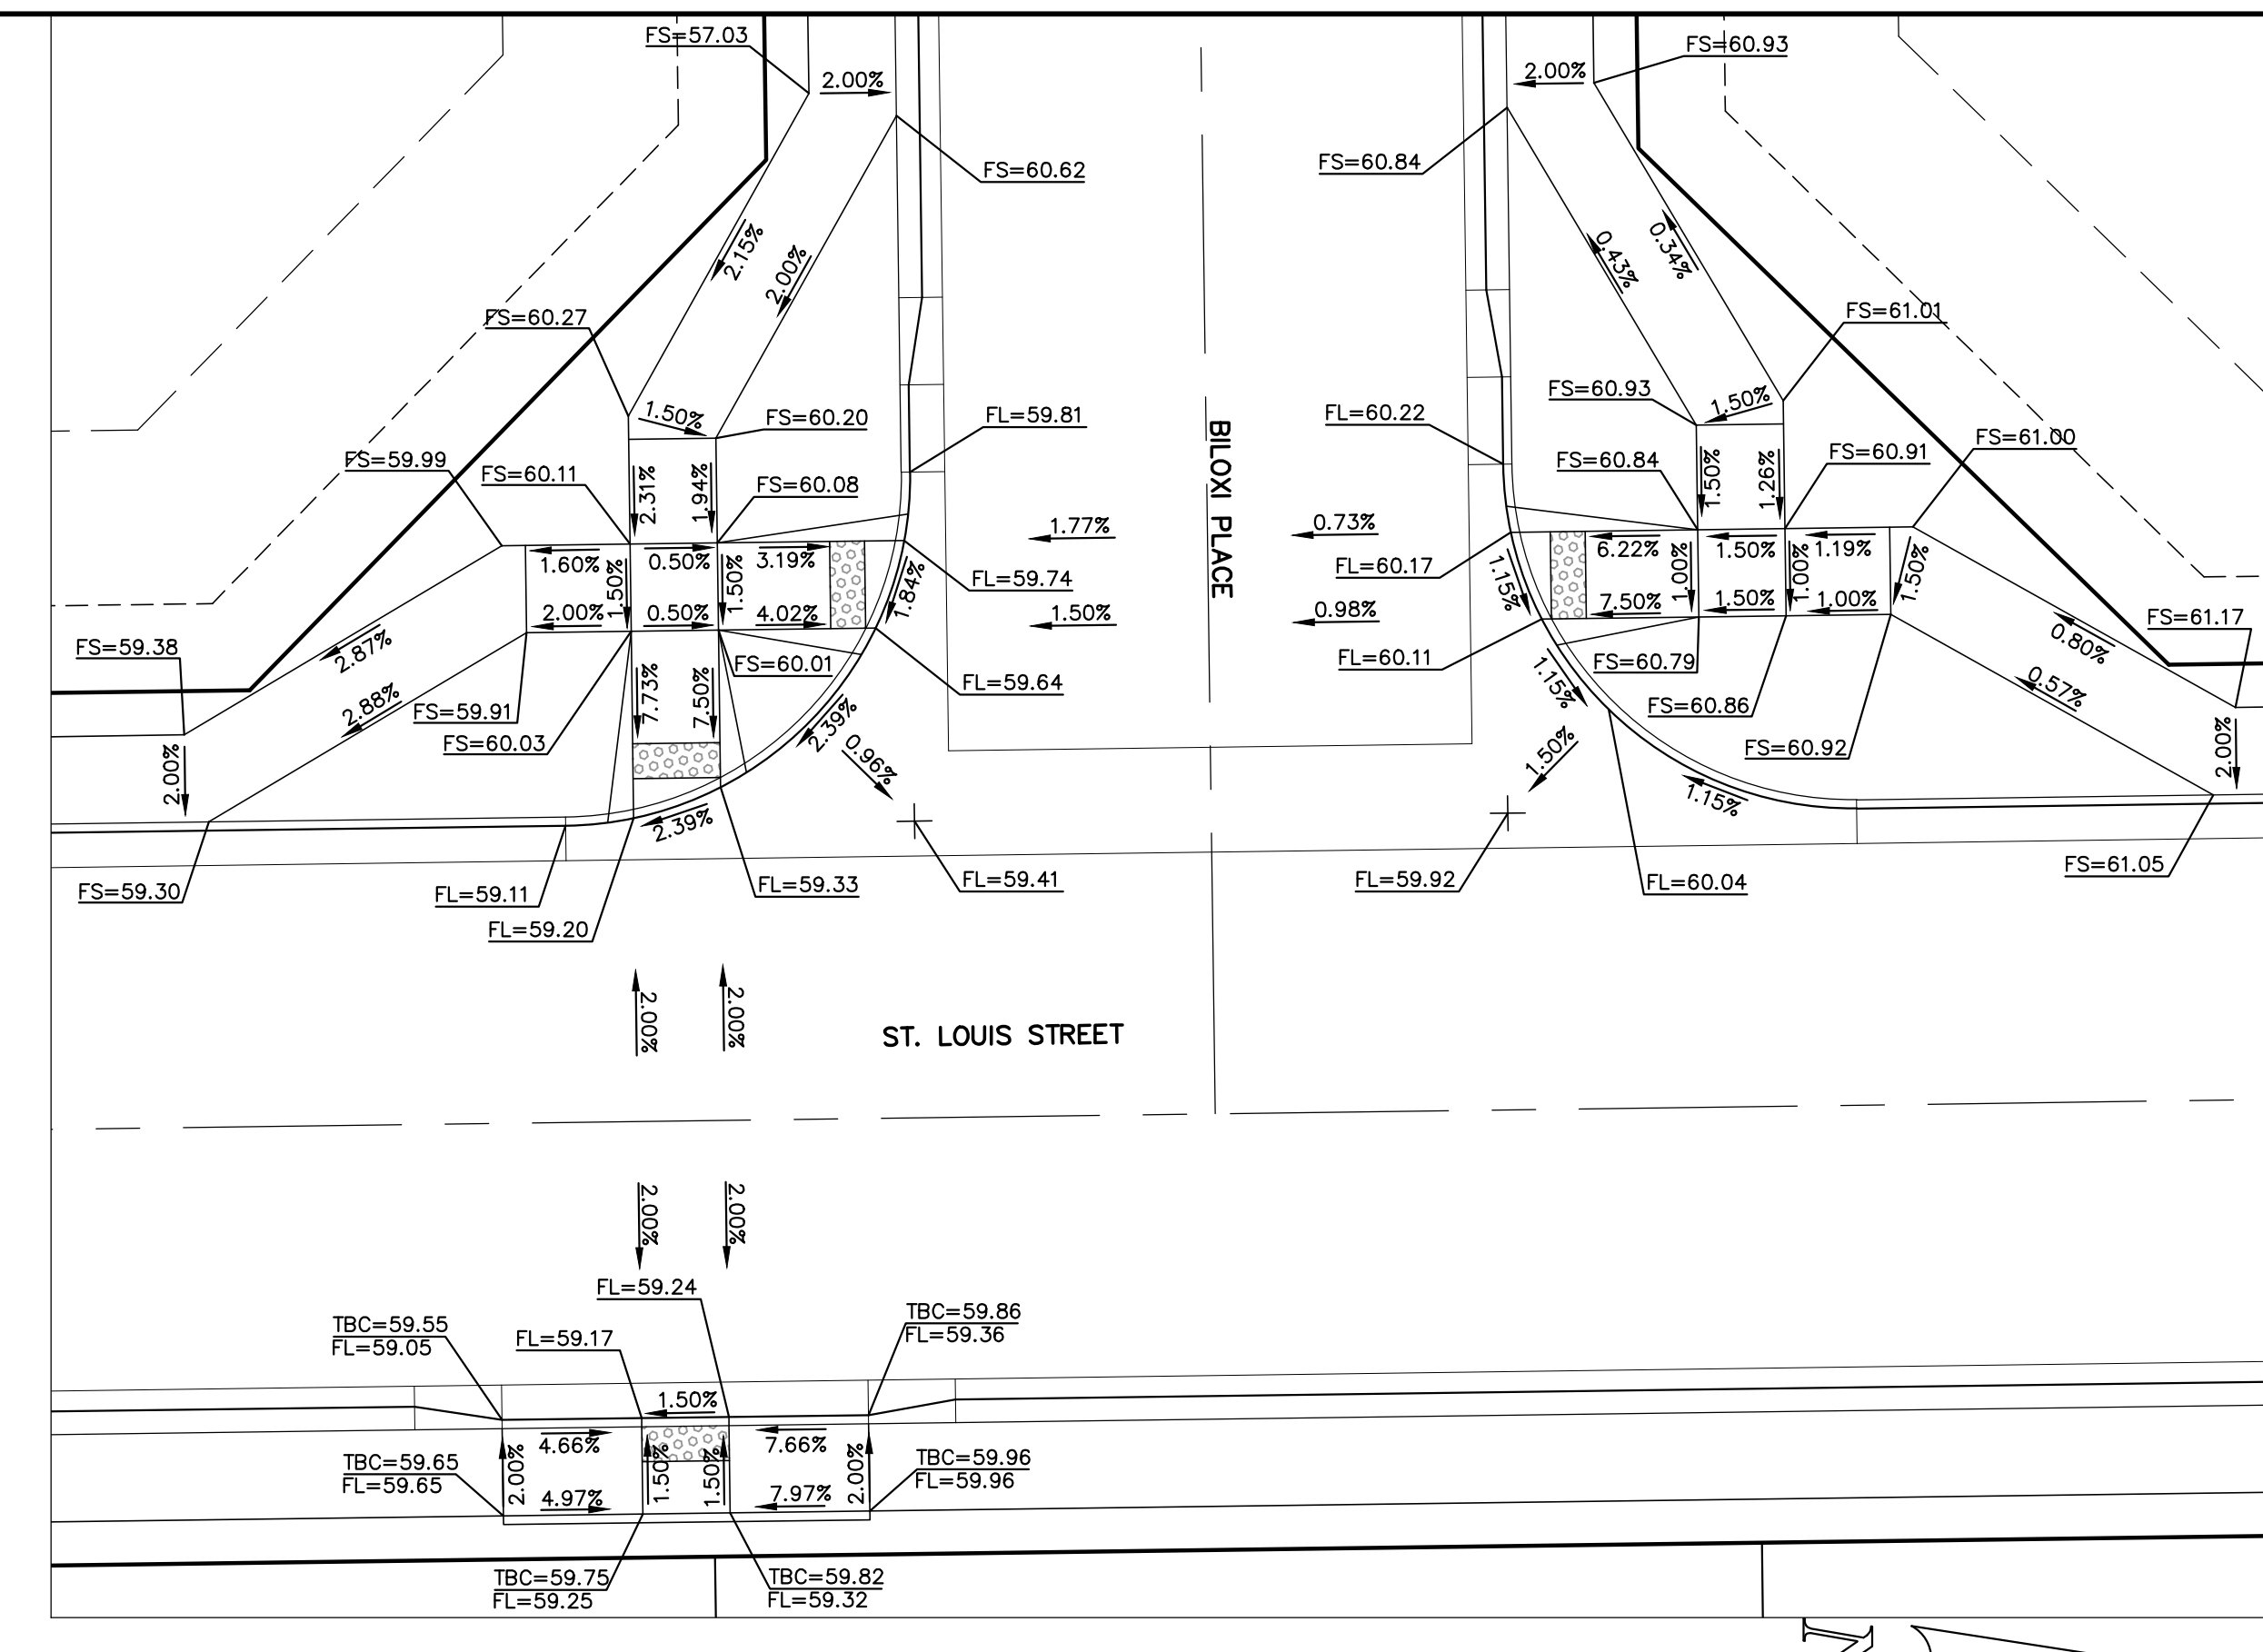 FS=57.03
2.00%
FS=60.62
2.15%
2.00%
FS=60.27
1.50%
FS=60.20
FS=59.99
FS=60.11
2.31%
1.94%
FS=60.08
FL=59.81
1.60%
0.50%
3.19%
1.50%
1.50%
2.00%
0.50%
4.02%
1.84%
FL=59.74
FS=59.38
2.87%
2.88%
FS=59.91
FS=60.03
7.73%
7.50%
FS=60.01
FL=59.64
2.00%
2.39%
0.96%
2.39%
FS=59.30
FL=59.11
FL=59.20
FL=59.33
FL=59.41
BILOXI PLACE
1.77%
1.50%
0.73%
0.98%
FS=60.93
2.00%
FS=60.84
0.43%
0.34%
FS=61.01
FS=60.93
1.50%
FL=60.22
FS=60.84
1.50%
1.26%
FS=60.91
FS=61.00
6.22%
1.50%
1.19%
1.00%
1.00%
1.50%
7.50%
1.50%
1.00%
FL=60.17
1.15%
FL=60.11
1.15%
FS=60.79
FS=60.86
FS=60.92
0.80%
0.57%
FS=61.17
2.00%
1.50%
1.15%
FL=59.92
FL=60.04
FS=61.05
2.00%
2.00%
ST. LOUIS STREET
2.00%
2.00%
FL=59.24
TBC=59.55
FL=59.05
FL=59.17
TBC=59.86
FL=59.36
1.50%
4.66%
7.66%
TBC=59.65
FL=59.65
2.00%
1.50%
1.50%
2.00%
TBC=59.96
FL=59.96
4.97%
7.97%
TBC=59.75
FL=59.25
TBC=59.82
FL=59.32
N